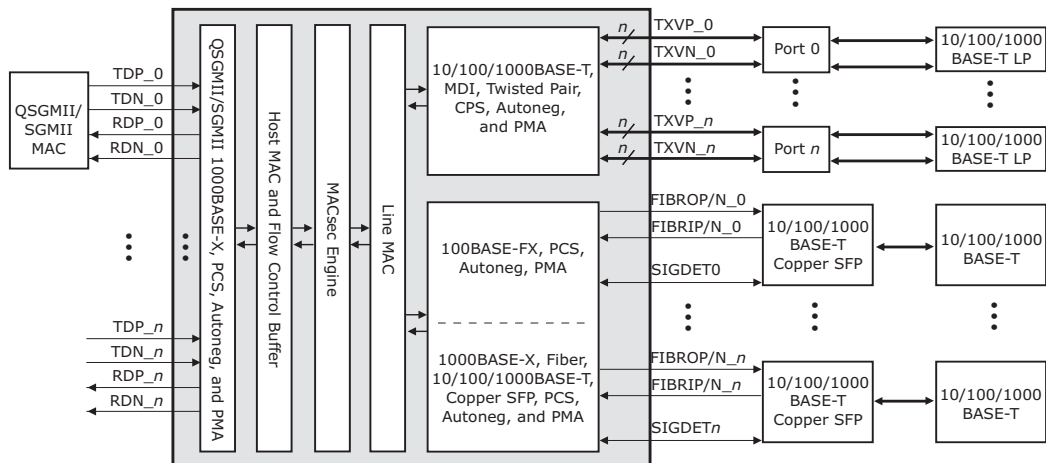 QSGMII/
SGMII
MAC
TDP_0
TDN_0
RDP_0
RDN_0
TDP_n
TDN_n
RDP_n
RDN_n
QSGMII/SGMII 1000BASE-X, PCS, Autoneg, and PMA
Host MAC and Flow Control Buffer
MACsec Engine
Line MAC
10/100/1000BASE-T,
MDI, Twisted Pair,
CPS, Autoneg,
and PMA
100BASE-FX, PCS,
Autoneg, PMA
1000BASE-X, Fiber,
10/100/1000BASE-T,
Copper SFP, PCS,
Autoneg, and PMA
n
TXVP_0
n
TXVN_0
n
TXVP_n
n
TXVN_n
FIBROP/N_0
FIBRIP/N_0
SIGDET0
FIBROP/N_n
FIBRIP/N_n
SIGDETn
Port 0
Port n
10/100/1000
BASE-T
Copper SFP
10/100/1000
BASE-T
Copper SFP
10/100/1000
BASE-T LP
10/100/1000
BASE-T LP
10/100/1000
BASE-T
10/100/1000
BASE-T